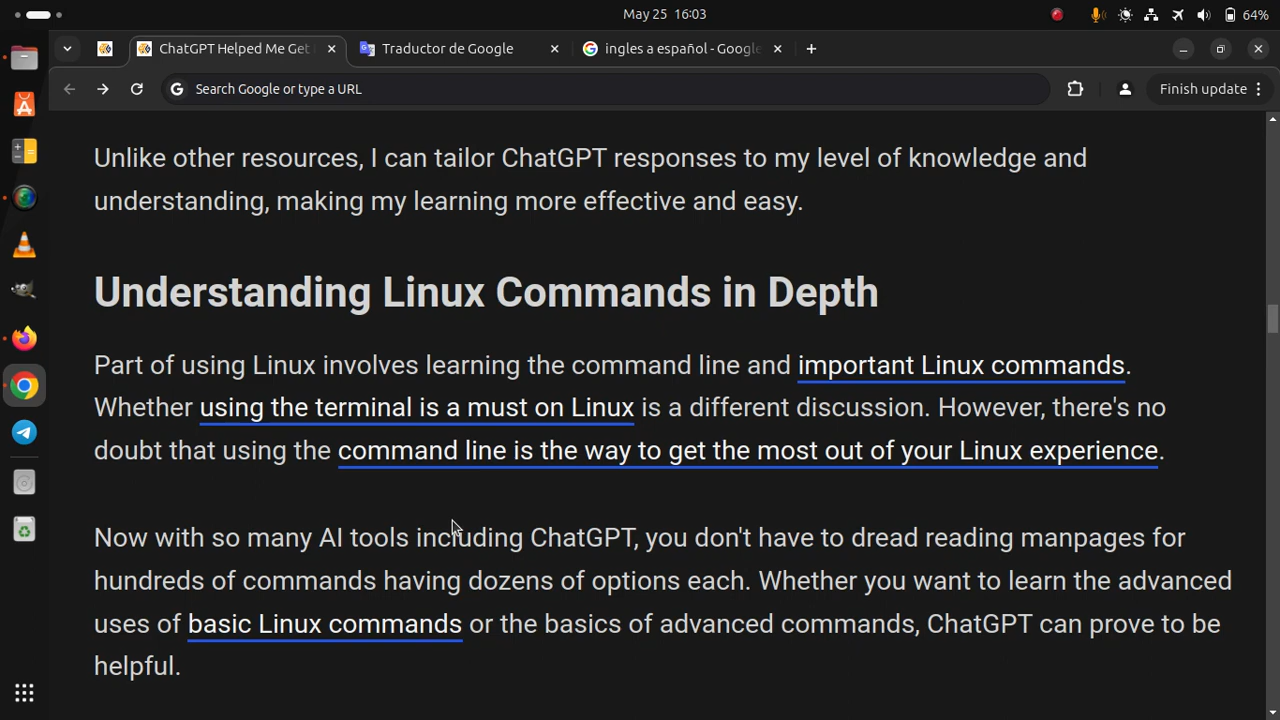 May 25 16:03
64%
ChatGPT Helped Me Get
Traductor de Google
ingles a español - Google
Search Google or type a URL
Finish update
Unlike other resources, I can tailor ChatGPT responses to my level of knowledge and
understanding, making my learning more effective and easy.
Understanding Linux Commands in Depth
Part of using Linux involves learning the command line and important Linux commands.
Whether using the terminal is a must on Linux is a different discussion. However, there's no
doubt that using the command line is the way to get the most out of your Linux experience.
Now with so many AI tools including ChatGPT, you don't have to dread reading manpages for
hundreds of commands having dozens of options each. Whether you want to learn the advanced
uses of basic Linux commands or the basics of advanced commands, ChatGPT can prove to be
helpful.